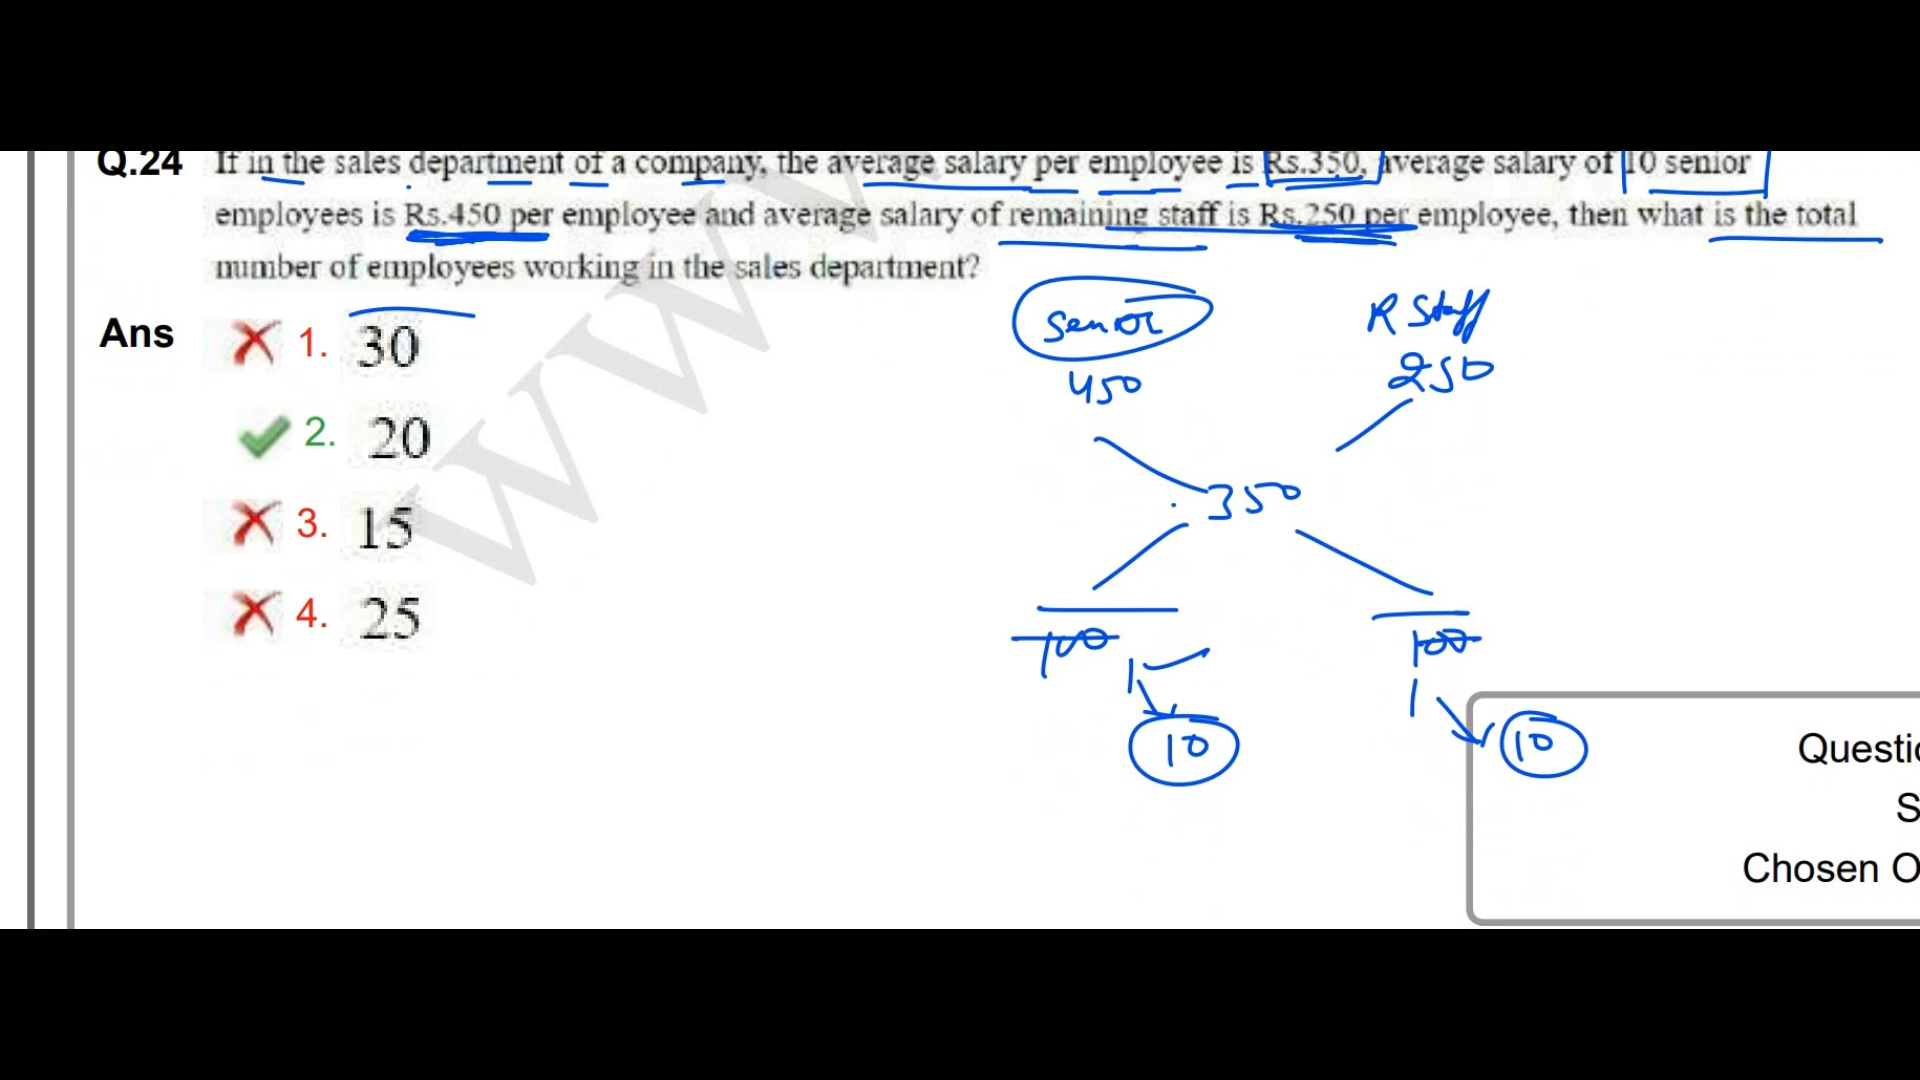 Q.24 If in the sales department of a company, the average salary per employee is Rs.350, average salary of 10 senior
employees is Rs.450 per employee and average salary of remaining staff is Rs.250 per employee, then what is the total
number of employees working in the sales department?
Ans
1. 30
2. 20
3. 15
4. 25
Senior R Staff
450 250
350
100 100
1 1
10 10
Questio
S
Chosen O
WWW